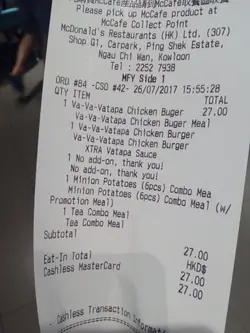 Please pick up McCafe product at
McCafe Collect Point
McDonald's Restaurants (HK) Ltd. (307)
Shop G1, Carpark, Ping Shek Estate,
Ngau Chi Wan, Kowloon
Tel : 2252 7938
MFY Side 1
ORD #84 -CSO #42- 26/07/2017 15:55:28
QTY ITEM TOTAL
1 Va-Va-Vatapa Chicken Buger 27.00
Va-Va-Vatapa Chicken Burger Meal
1 Va-Va-Vatapa Chicken Burger
Va-Va-Vatapa Chicken Burger
XTRA Vatapa Sauce
1 No add-on, thank you!
No add-on, thank you!
1 Minion Potatoes (6pcs) Combo Mea
Minion Potatoes (6pcs) Combo Meal (w/
Promotion Meal)
1 Tea Combo Meal
Tea Combo Meal
Subtotal 27.00
HKD$
Eat-In Total 27.00
Cashless MasterCard 27.00
Cashless Transaction Information